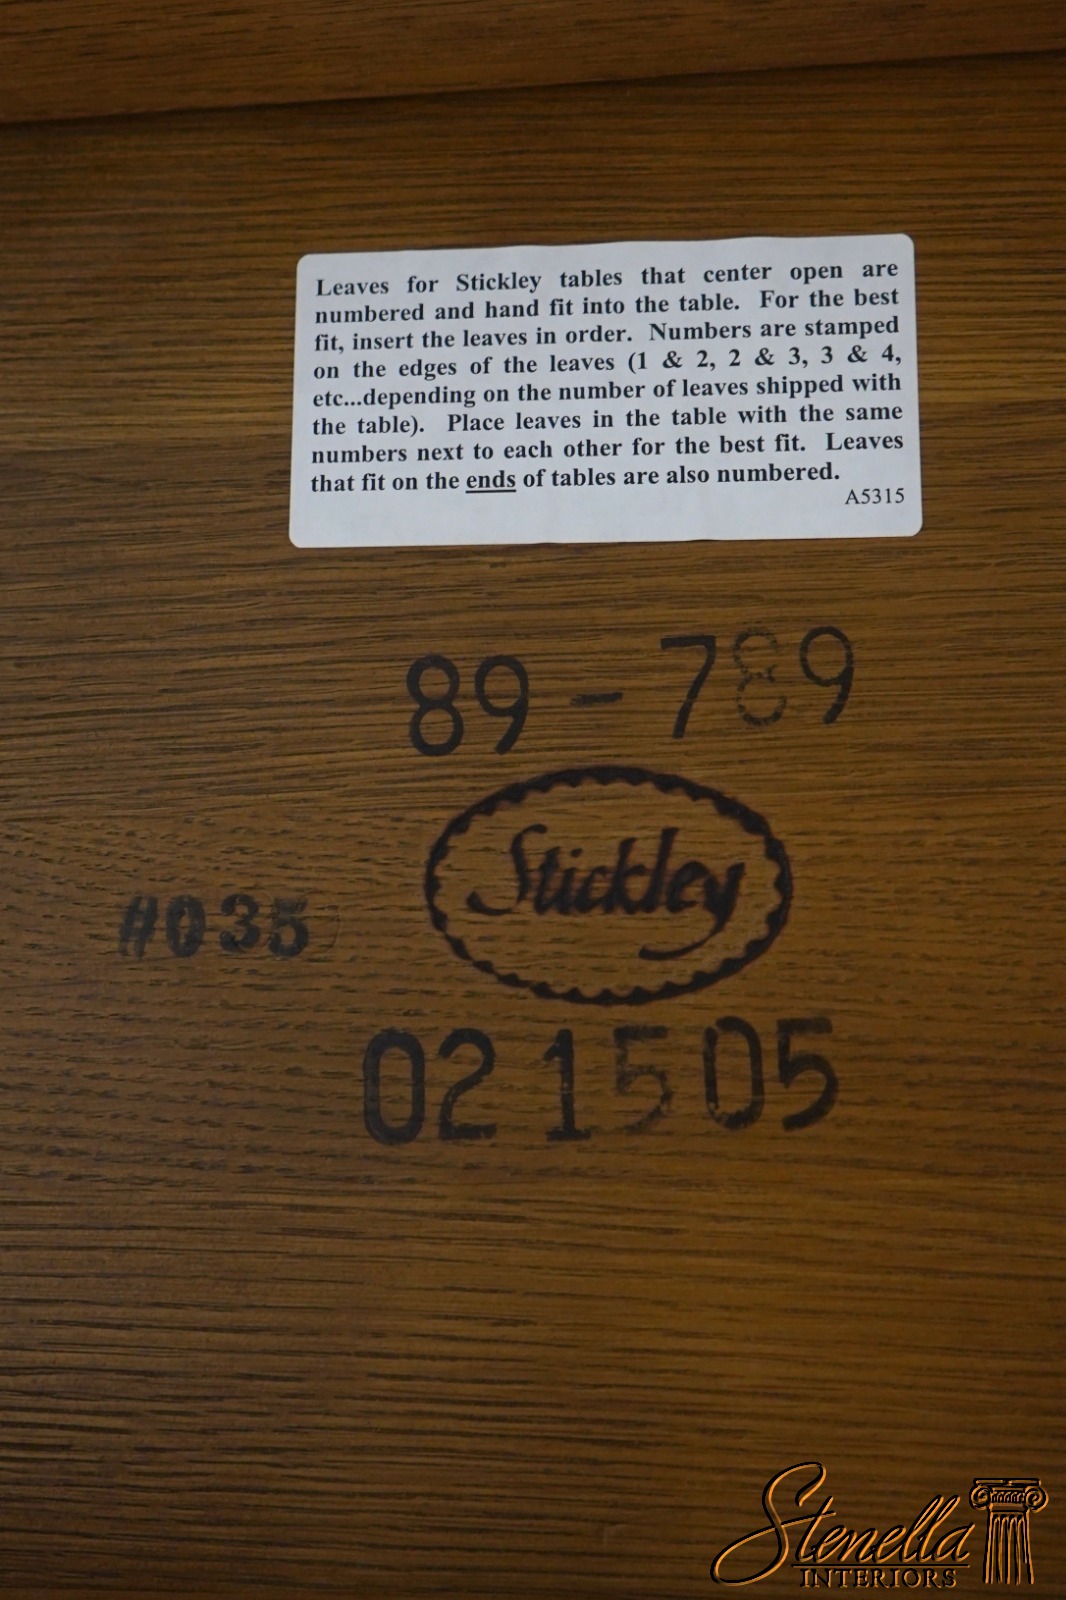 Leaves for Stickley tables that center open are
numbered and hand fit into the table. For the best
fit, insert the leaves in order. Numbers are stamped
on the edges of the leaves (1 & 2, 2 & 3, 3 & 4,
etc...depending on the number of leaves shipped with
the table). Place leaves in the table with the same
numbers next to each other for the best fit. Leaves
that fit on the ends of tables are also numbered.
A5315
89-789
Stickley
#035
021505
Stenella
INTERIORS